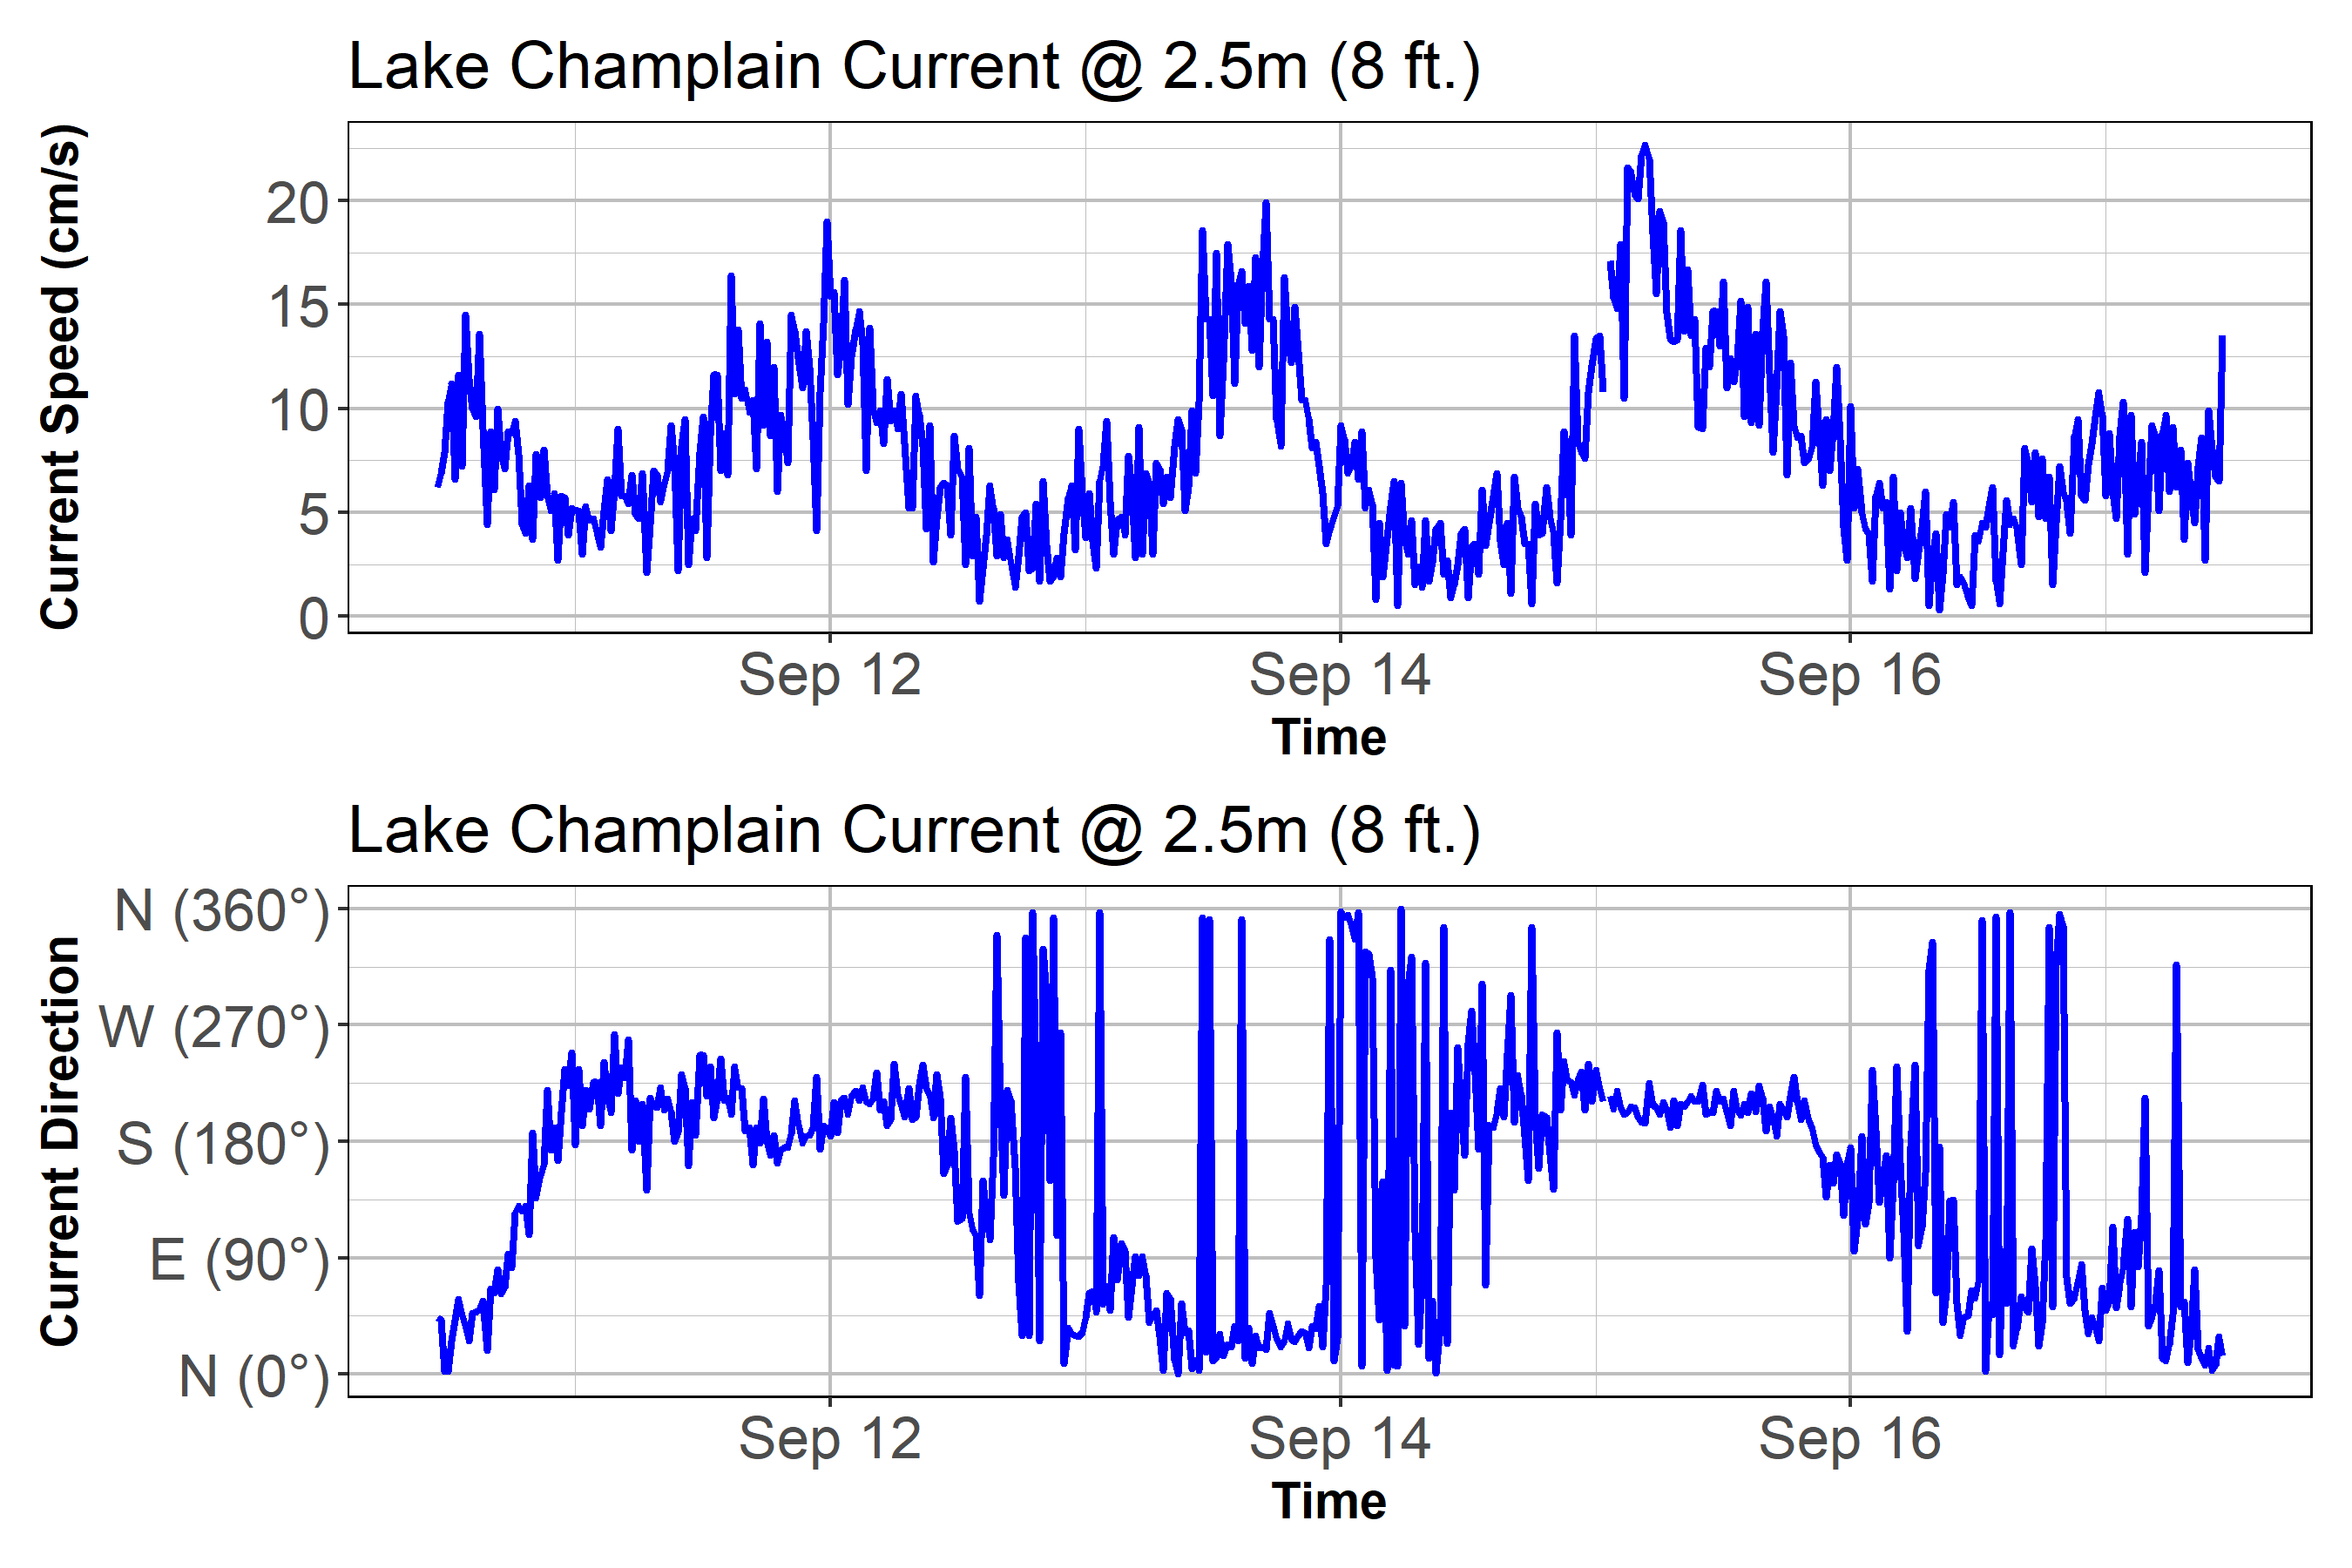 Lake Champlain Current @ 2.5m (8 ft.)
Current Speed (cm/s)
20
15
10
5
0
Sep 12 Sep 14 Sep 16
Time
Lake Champlain Current @ 2.5m (8 ft.)
Current Direction
N (360°)
W (270°)
S (180°)
E (90°)
N (0°)
Sep 12 Sep 14 Sep 16
Time